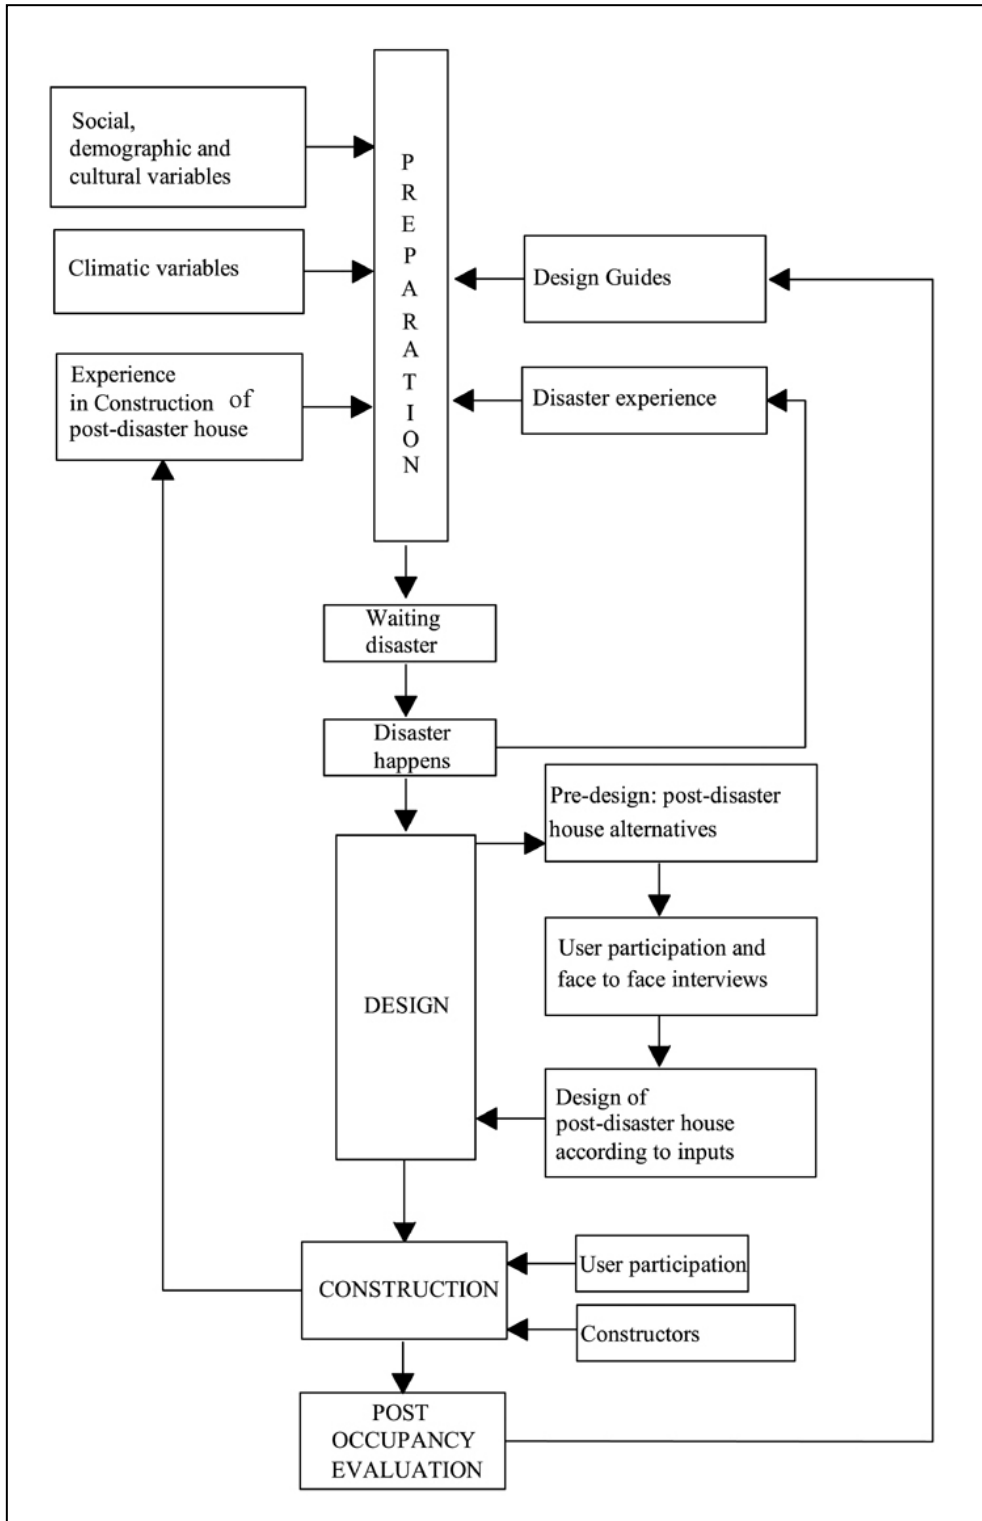 Social,
demographic and
cultural variables
PREPARATION
Climatic variables
Design Guides
Experience
in Construction of
post-disaster house
Disaster experience
Waiting
disaster
Disaster
happens
Pre-design: post-disaster
house alternatives
User participation and
face to face interviews
DESIGN
Design of
post-disaster house
according to inputs
User participation
CONSTRUCTION
Constructors
POST
OCCUPANCY
EVALUATION